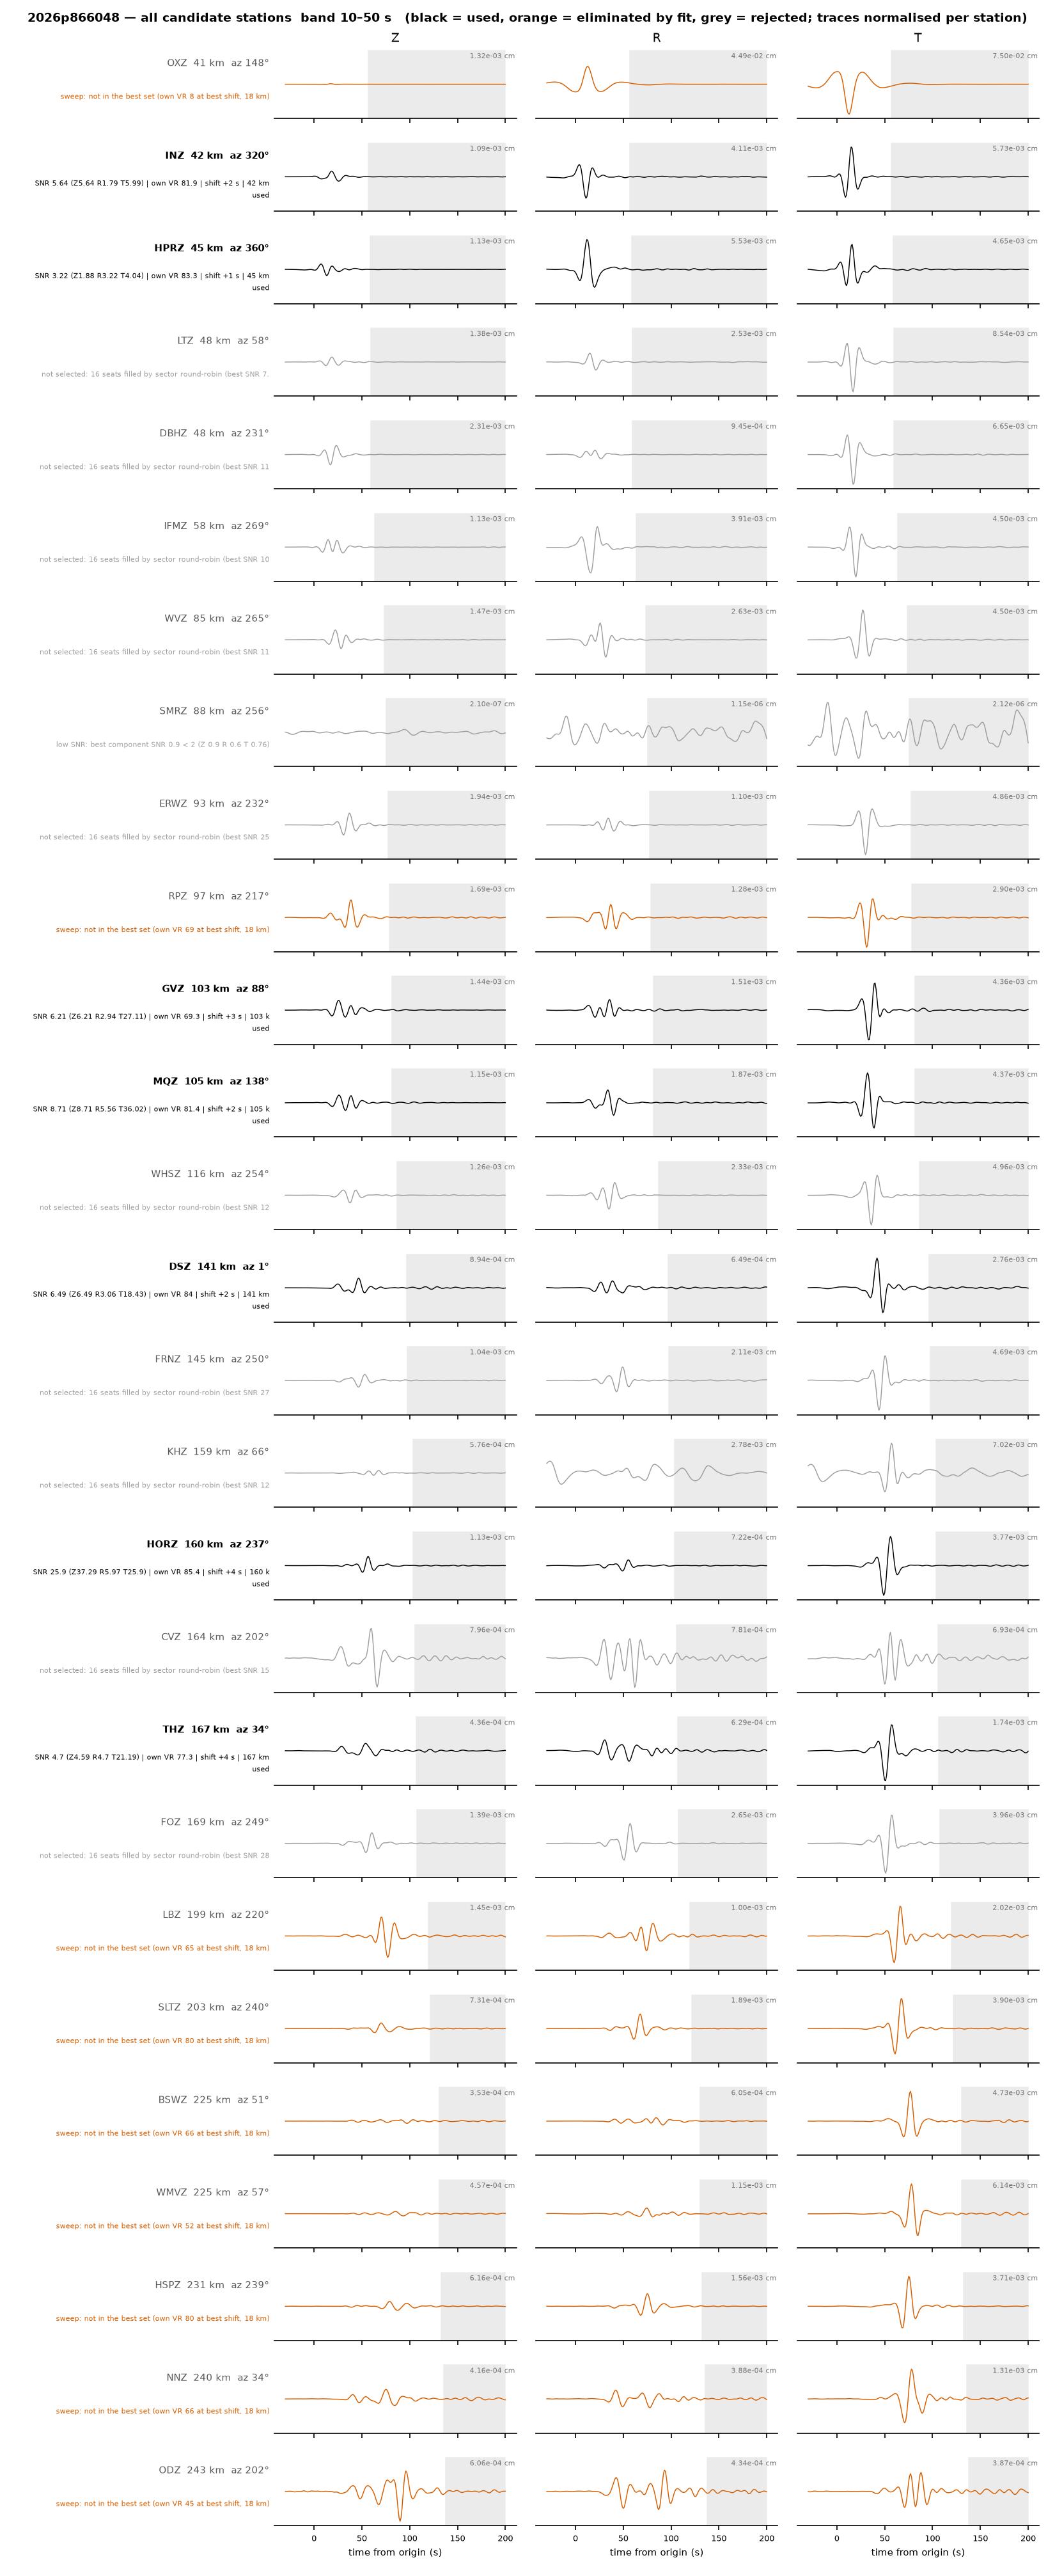 2026p866048 — all candidate stations  band 10–50 s   (black = used, orange = eliminated by fit, grey = rejected; traces normalised per station)
Z R T
OXZ  41 km  az 148°
sweep: not in the best set (own VR 8 at best shift, 18 km)
1.32e-03 cm 4.49e-02 cm 7.50e-02 cm
INZ  42 km  az 320°
SNR 5.64 (Z5.64 R1.79 T5.99) | own VR 81.9 | shift +2 s | 42 km
used
1.09e-03 cm 4.11e-03 cm 5.73e-03 cm
HPRZ  45 km  az 360°
SNR 3.22 (Z1.88 R3.22 T4.04) | own VR 83.3 | shift +1 s | 45 km
used
1.13e-03 cm 5.53e-03 cm 4.65e-03 cm
LTZ  48 km  az 58°
not selected: 16 seats filled by sector round-robin (best SNR 7.
1.38e-03 cm 2.53e-03 cm 8.54e-03 cm
DBHZ  48 km  az 231°
not selected: 16 seats filled by sector round-robin (best SNR 11
2.31e-03 cm 9.45e-04 cm 6.65e-03 cm
IFMZ  58 km  az 269°
not selected: 16 seats filled by sector round-robin (best SNR 10
1.13e-03 cm 3.91e-03 cm 4.50e-03 cm
WVZ  85 km  az 265°
not selected: 16 seats filled by sector round-robin (best SNR 11
1.47e-03 cm 2.63e-03 cm 4.50e-03 cm
SMRZ  88 km  az 256°
low SNR: best component SNR 0.9 < 2 (Z 0.9 R 0.6 T 0.76)
2.10e-07 cm 1.15e-06 cm 2.12e-06 cm
ERWZ  93 km  az 232°
not selected: 16 seats filled by sector round-robin (best SNR 25
1.94e-03 cm 1.10e-03 cm 4.86e-03 cm
RPZ  97 km  az 217°
sweep: not in the best set (own VR 69 at best shift, 18 km)
1.69e-03 cm 1.28e-03 cm 2.90e-03 cm
GVZ  103 km  az 88°
SNR 6.21 (Z6.21 R2.94 T27.11) | own VR 69.3 | shift +3 s | 103 k
used
1.44e-03 cm 1.51e-03 cm 4.36e-03 cm
MQZ  105 km  az 138°
SNR 8.71 (Z8.71 R5.56 T36.02) | own VR 81.4 | shift +2 s | 105 k
used
1.15e-03 cm 1.87e-03 cm 4.37e-03 cm
WHSZ  116 km  az 254°
not selected: 16 seats filled by sector round-robin (best SNR 12
1.26e-03 cm 2.33e-03 cm 4.96e-03 cm
DSZ  141 km  az 1°
SNR 6.49 (Z6.49 R3.06 T18.43) | own VR 84 | shift +2 s | 141 km
used
8.94e-04 cm 6.49e-04 cm 2.76e-03 cm
FRNZ  145 km  az 250°
not selected: 16 seats filled by sector round-robin (best SNR 27
1.04e-03 cm 2.11e-03 cm 4.69e-03 cm
KHZ  159 km  az 66°
not selected: 16 seats filled by sector round-robin (best SNR 12
5.76e-04 cm 2.78e-03 cm 7.02e-03 cm
HORZ  160 km  az 237°
SNR 25.9 (Z37.29 R5.97 T25.9) | own VR 85.4 | shift +4 s | 160 k
used
1.13e-03 cm 7.22e-04 cm 3.77e-03 cm
CVZ  164 km  az 202°
not selected: 16 seats filled by sector round-robin (best SNR 15
7.96e-04 cm 7.81e-04 cm 6.93e-04 cm
THZ  167 km  az 34°
SNR 4.7 (Z4.59 R4.7 T21.19) | own VR 77.3 | shift +4 s | 167 km
used
4.36e-04 cm 6.29e-04 cm 1.74e-03 cm
FOZ  169 km  az 249°
not selected: 16 seats filled by sector round-robin (best SNR 28
1.39e-03 cm 2.65e-03 cm 3.96e-03 cm
LBZ  199 km  az 220°
sweep: not in the best set (own VR 65 at best shift, 18 km)
1.45e-03 cm 1.00e-03 cm 2.02e-03 cm
SLTZ  203 km  az 240°
sweep: not in the best set (own VR 80 at best shift, 18 km)
7.31e-04 cm 1.89e-03 cm 3.90e-03 cm
BSWZ  225 km  az 51°
sweep: not in the best set (own VR 66 at best shift, 18 km)
3.53e-04 cm 6.05e-04 cm 4.73e-03 cm
WMVZ  225 km  az 57°
sweep: not in the best set (own VR 52 at best shift, 18 km)
4.57e-04 cm 1.15e-03 cm 6.14e-03 cm
HSPZ  231 km  az 239°
sweep: not in the best set (own VR 80 at best shift, 18 km)
6.16e-04 cm 1.56e-03 cm 3.71e-03 cm
NNZ  240 km  az 34°
sweep: not in the best set (own VR 66 at best shift, 18 km)
4.16e-04 cm 3.88e-04 cm 1.31e-03 cm
ODZ  243 km  az 202°
sweep: not in the best set (own VR 45 at best shift, 18 km)
6.06e-04 cm 4.34e-04 cm 3.87e-04 cm
0 50 100 150 200 0 50 100 150 200 0 50 100 150 200
time from origin (s) time from origin (s) time from origin (s)